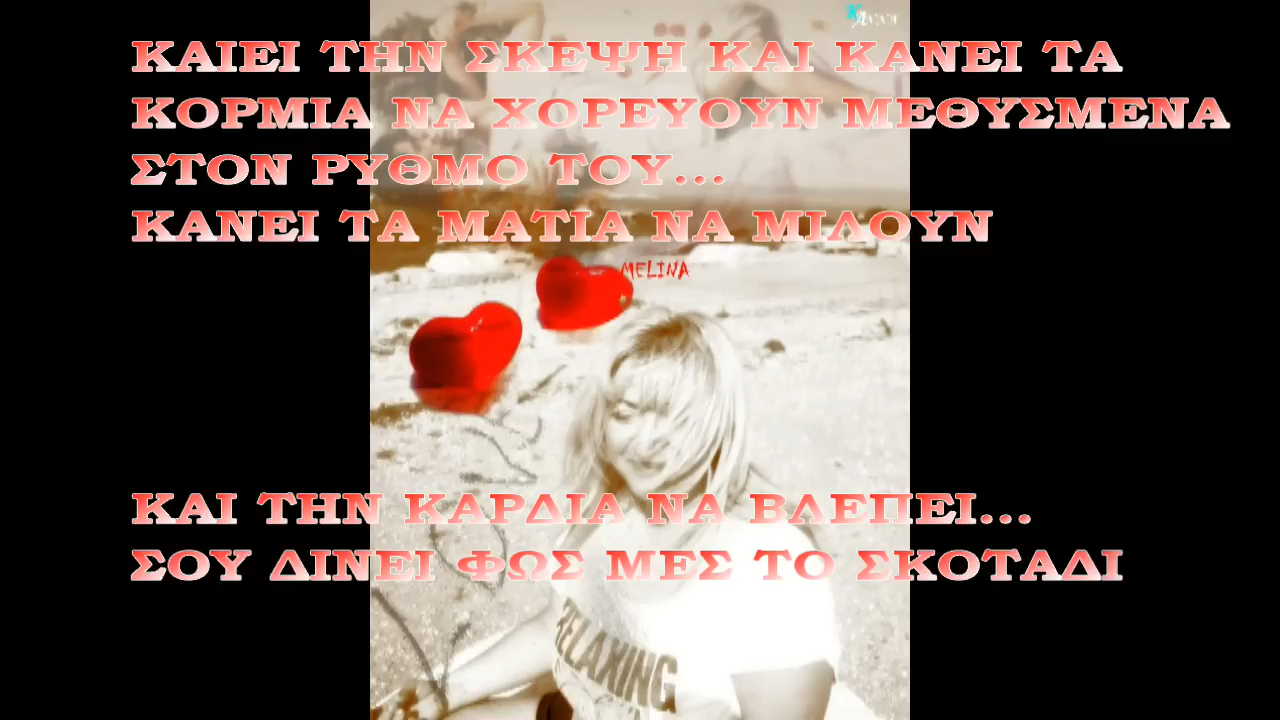 ΚΑΙΕΙ ΤΗΝ ΣΚΕΨΗ ΚΑΙ ΚΑΝΕΙ ΤΑ
ΚΟΡΜΙΑ ΝΑ ΧΟΡΕΥΟΥΝ ΜΕΘΥΣΜΕΝΑ
ΣΤΟΝ ΡΥΘΜΟ ΤΟΥ...
ΚΑΝΕΙ ΤΑ ΜΑΤΙΑ ΝΑ ΜΙΛΟΥΝ
MELINA
ΚΑΙ ΤΗΝ ΚΑΡΔΙΑ ΝΑ ΒΛΕΠΕΙ...
ΣΟΥ ΔΙΝΕΙ ΦΩΣ ΜΕΣ ΤΟ ΣΚΟΤΑΔΙ
RELAXING